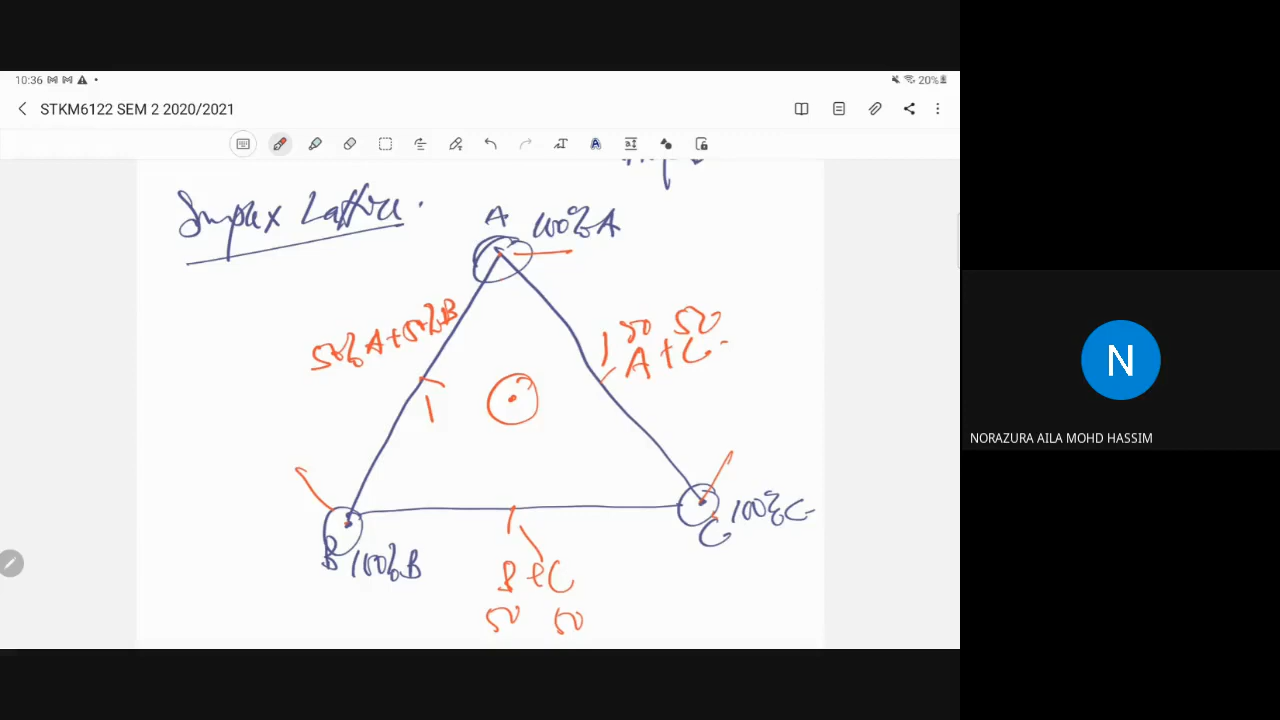 10:36
20%
STKM6122 SEM 2 2020/2021
Simplex Lattice.
A 100% A
50% A + 50% B
50 50
A + C
B 100% B
C 100% C
B & C
50 50
N
NORAZURA AILA MOHD HASSIM